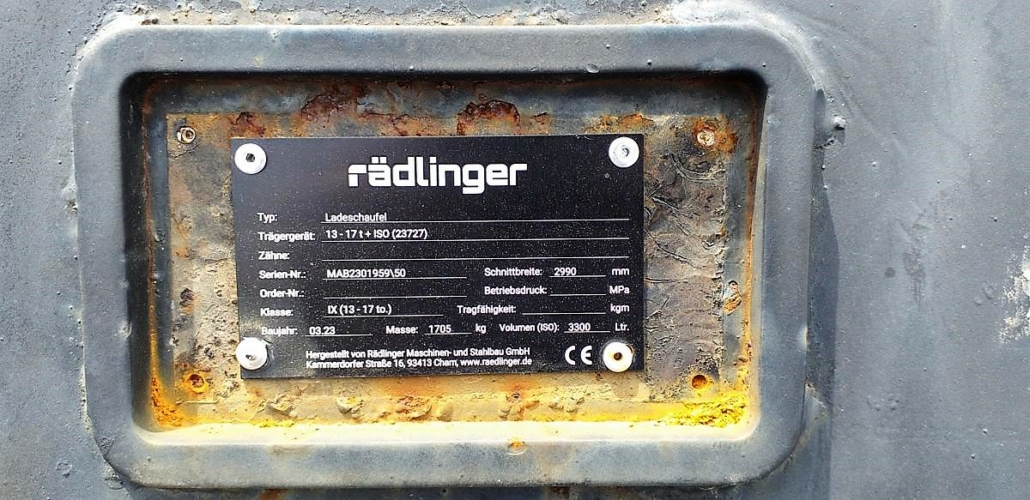 rädlinger
Typ: Ladeschaufel
Trägergerät: 13 - 17 t + ISO (23727)
Zähne:
Serien-Nr.: MAB2301959\50 Schnittbreite: 2990 mm
Order-Nr.: Betriebsdruck: MPa
Klasse: IX (13 - 17 to.) Tragfähigkeit: kgm
Baujahr: 03.23 Masse: 1705 kg Volumen (ISO): 3300 Ltr.
Hergestellt von Rädlinger Maschinen- und Stahlbau GmbH
Kammerdorfer Straße 16, 93413 Cham, www.raedlinger.de
CE